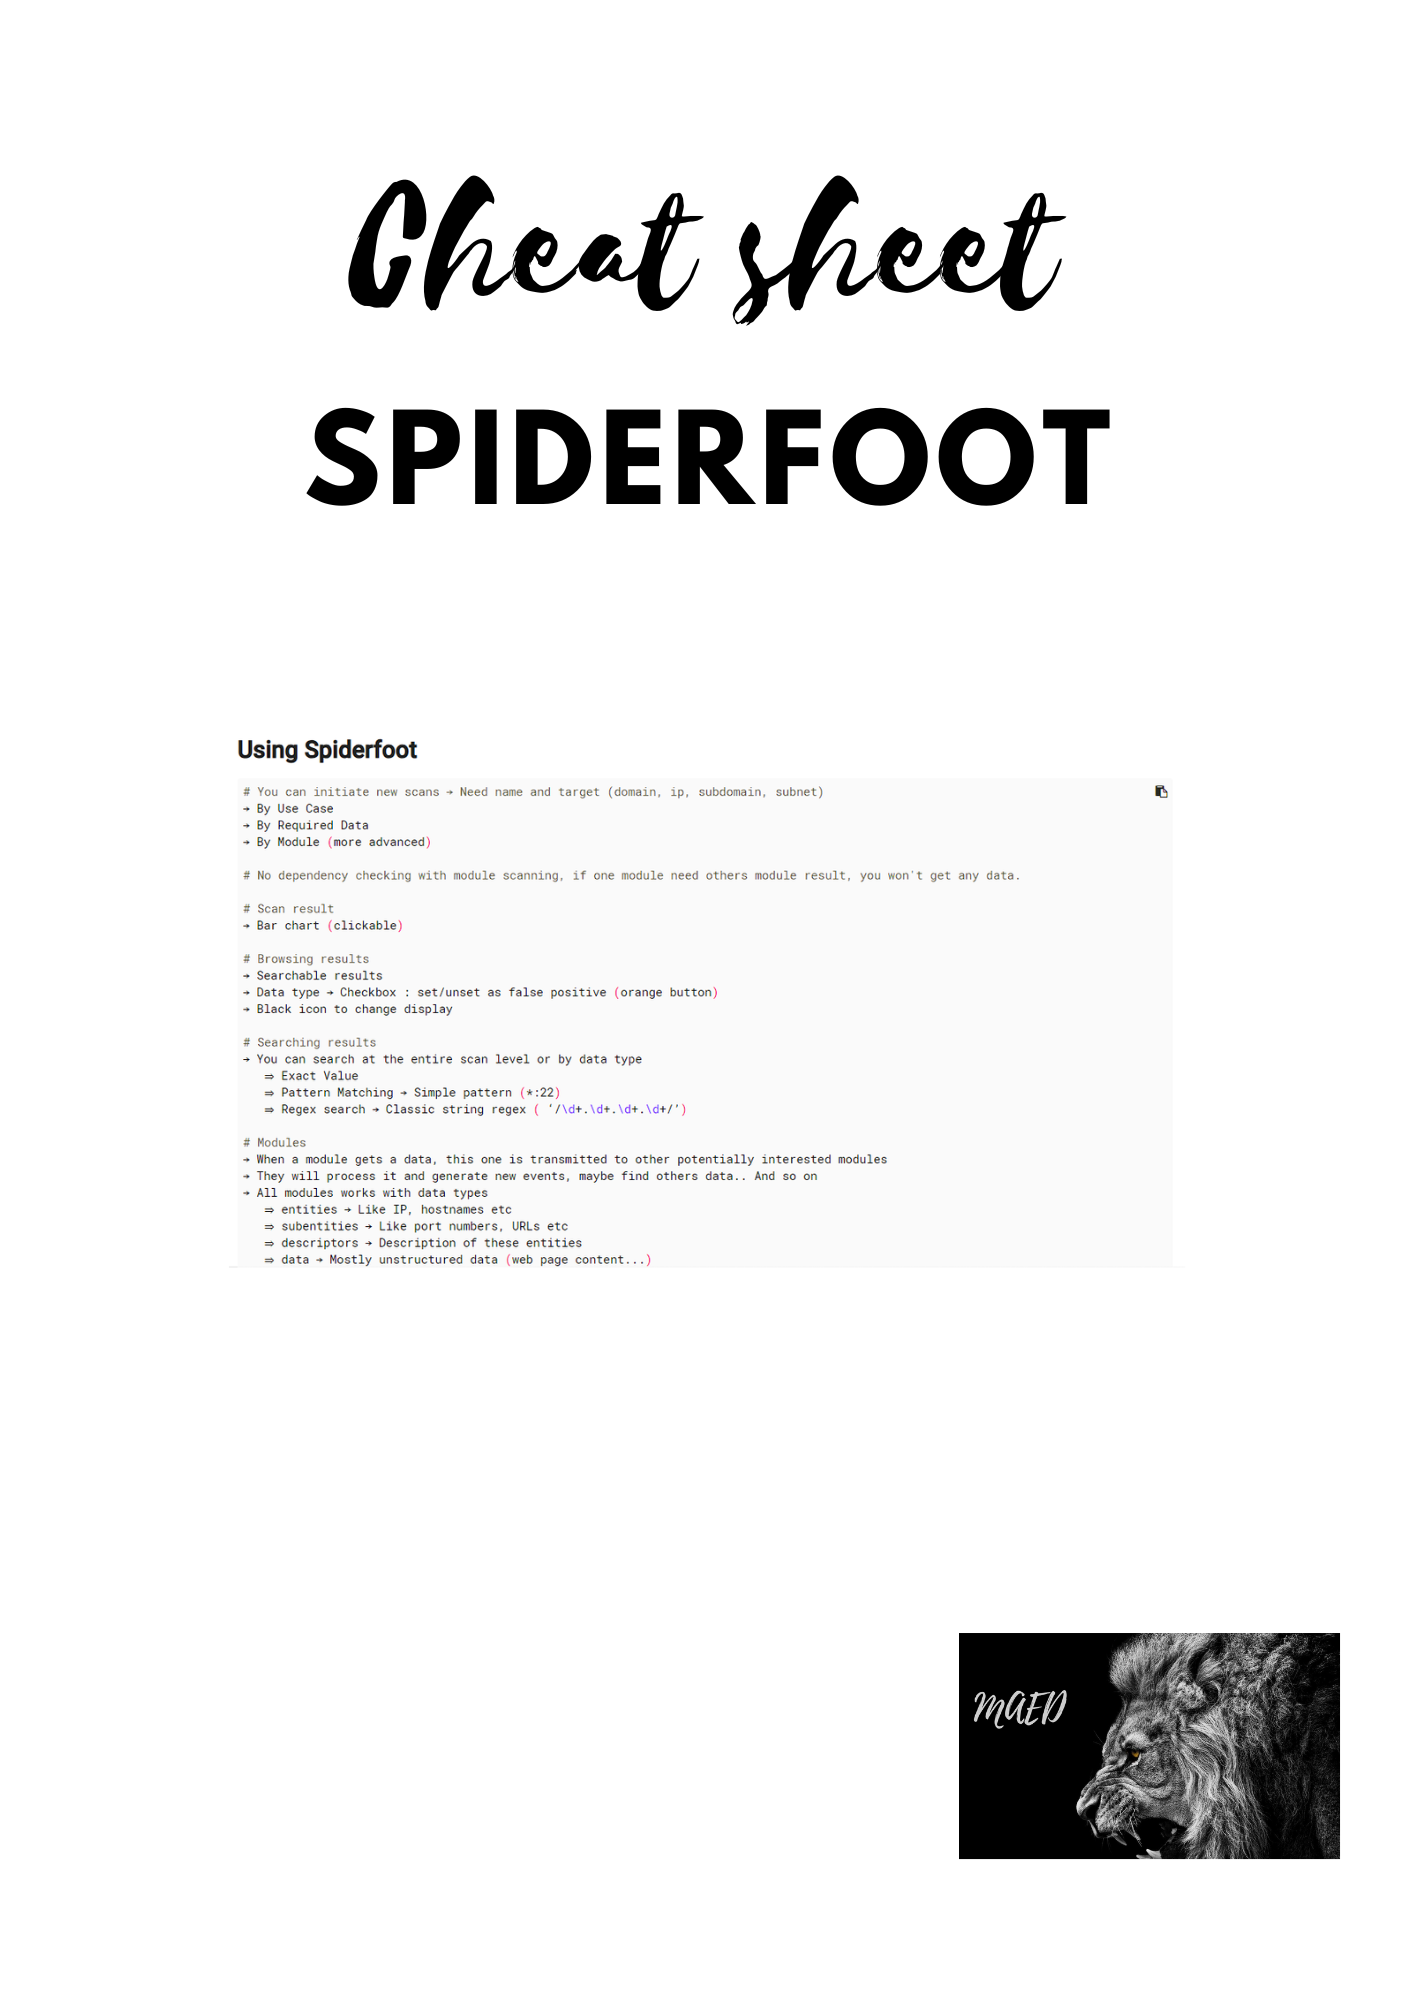 Cheat sheet
SPIDERFOOT
Using Spiderfoot
# You can initiate new scans → Need name and target (domain, ip, subdomain, subnet)
→ By Use Case
→ By Required Data
→ By Module (more advanced)
# No dependency checking with module scanning, if one module need others module result, you won't get any data.
# Scan result
→ Bar chart (clickable)
# Browsing results
→ Searchable results
→ Data type → Checkbox : set/unset as false positive (orange button)
→ Black icon to change display
# Searching results
→ You can search at the entire scan level or by data type
⇒ Exact Value
⇒ Pattern Matching → Simple pattern (*:22)
⇒ Regex search → Classic string regex ( ‘/\d+.\d+.\d+.\d+/’)
# Modules
→ When a module gets a data, this one is transmitted to other potentially interested modules
→ They will process it and generate new events, maybe find others data.. And so on
→ All modules works with data types
⇒ entities → Like IP, hostnames etc
⇒ subentities → Like port numbers, URLs etc
⇒ descriptors → Description of these entities
⇒ data → Mostly unstructured data (web page content...)
MAED